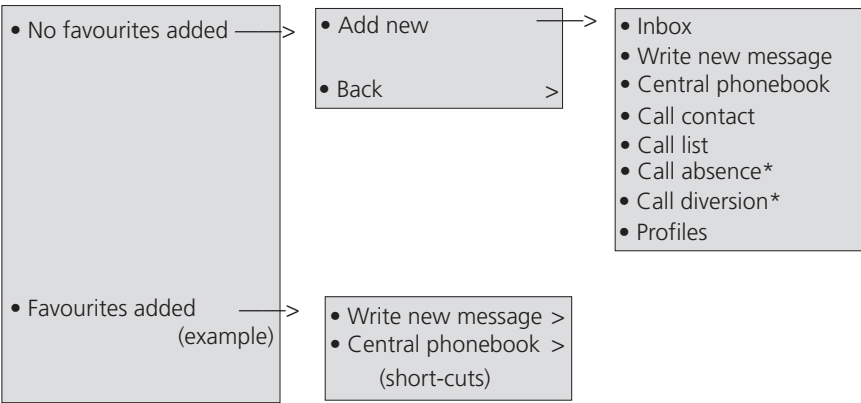 • No favourites added ——>
• Add new ——>
• Back >
• Inbox
• Write new message
• Central phonebook
• Call contact
• Call list
• Call absence*
• Call diversion*
• Profiles
• Favourites added ——>
(example)
• Write new message >
• Central phonebook >
(short-cuts)